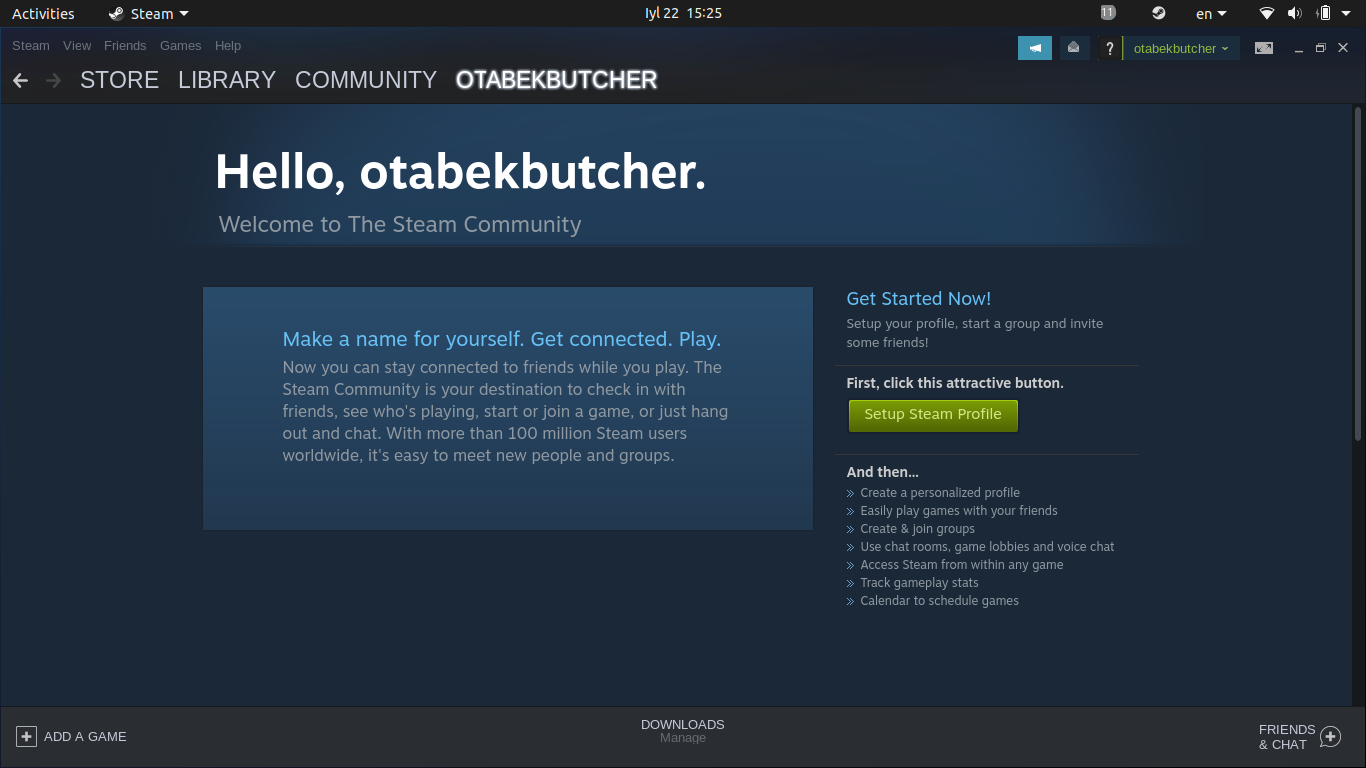 Activities Steam Iyl 22 15:25 11 en
Steam View Friends Games Help ? otabekbutcher
STORE LIBRARY COMMUNITY OTABEKBUTCHER
Hello, otabekbutcher.
Welcome to The Steam Community
Make a name for yourself. Get connected. Play.
Now you can stay connected to friends while you play. The
Steam Community is your destination to check in with
friends, see who's playing, start or join a game, or just hang
out and chat. With more than 100 million Steam users
worldwide, it's easy to meet new people and groups.
Get Started Now!
Setup your profile, start a group and invite
some friends!
First, click this attractive button.
Setup Steam Profile
And then...
» Create a personalized profile
» Easily play games with your friends
» Create & join groups
» Use chat rooms, game lobbies and voice chat
» Access Steam from within any game
» Track gameplay stats
» Calendar to schedule games
ADD A GAME
DOWNLOADS
Manage
FRIENDS
& CHAT